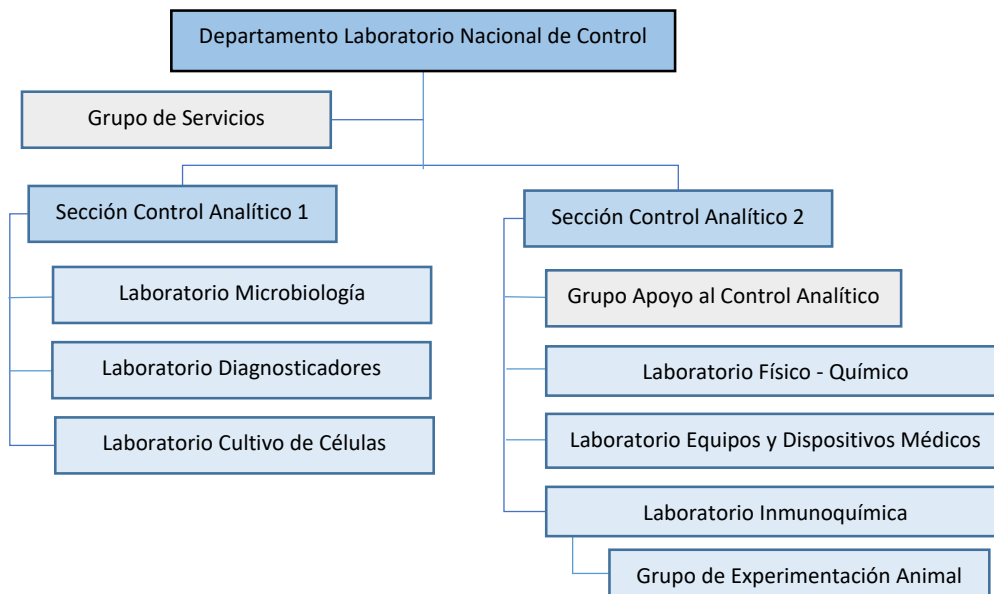 Departamento Laboratorio Nacional de Control
Grupo de Servicios
Sección Control Analítico 1
Laboratorio Microbiología
Laboratorio Diagnosticadores
Laboratorio Cultivo de Células
Sección Control Analítico 2
Grupo Apoyo al Control Analítico
Laboratorio Físico - Químico
Laboratorio Equipos y Dispositivos Médicos
Laboratorio Inmunoquímica
Grupo de Experimentación Animal